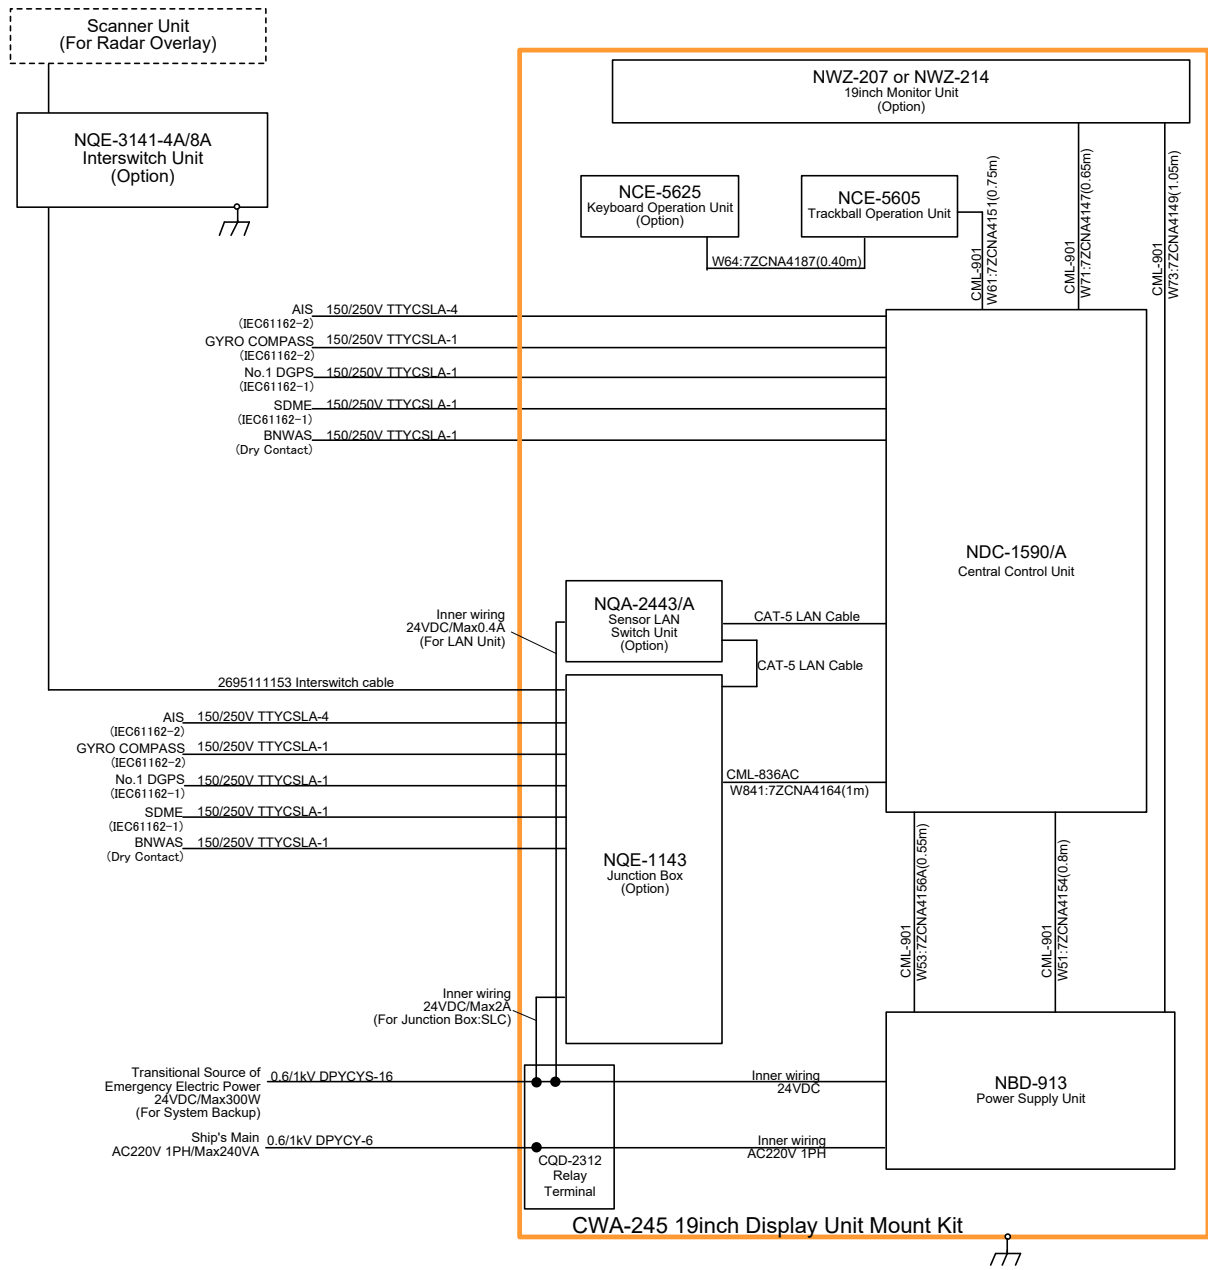 Scanner Unit
(For Radar Overlay)
NQE-3141-4A/8A
Interswitch Unit
(Option)
NWZ-207 or NWZ-214
19inch Monitor Unit
(Option)
NCE-5625
Keyboard Operation Unit
(Option)
NCE-5605
Trackball Operation Unit
W64:7ZCNA4187(0.40m)
CML-901
W61:7ZCNA4151(0.75m)
CML-901
W71:7ZCNA4147(0.65m)
CML-901
W73:7ZCNA4149(1.05m)
AIS 150/250V TTYCSLA-4
(IEC61162-2)
GYRO COMPASS 150/250V TTYCSLA-1
(IEC61162-2)
No.1 DGPS 150/250V TTYCSLA-1
(IEC61162-1)
SDME 150/250V TTYCSLA-1
(IEC61162-1)
BNWAS 150/250V TTYCSLA-1
(Dry Contact)
NDC-1590/A
Central Control Unit
NQA-2443/A
Sensor LAN
Switch Unit
(Option)
CAT-5 LAN Cable
CAT-5 LAN Cable
Inner wiring
24VDC/Max0.4A
(For LAN Unit)
2695111153 Interswitch cable
AIS 150/250V TTYCSLA-4
(IEC61162-2)
GYRO COMPASS 150/250V TTYCSLA-1
(IEC61162-2)
No.1 DGPS 150/250V TTYCSLA-1
(IEC61162-1)
SDME 150/250V TTYCSLA-1
(IEC61162-1)
BNWAS 150/250V TTYCSLA-1
(Dry Contact)
CML-836AC
W841:7ZCNA4164(1m)
NQE-1143
Junction Box
(Option)
CML-901
W53:7ZCNA4156A(0.55m)
CML-901
W51:7ZCNA4154(0.8m)
Inner wiring
24VDC/Max2A
(For Junction Box:SLC)
Transitional Source of
Emergency Electric Power
24VDC/Max300W
(For System Backup)
0.6/1kV DPYCYS-16
Inner wiring
24VDC
NBD-913
Power Supply Unit
Ship's Main
AC220V 1PH/Max240VA
0.6/1kV DPYCY-6
Inner wiring
AC220V 1PH
CQD-2312
Relay
Terminal
CWA-245 19inch Display Unit Mount Kit